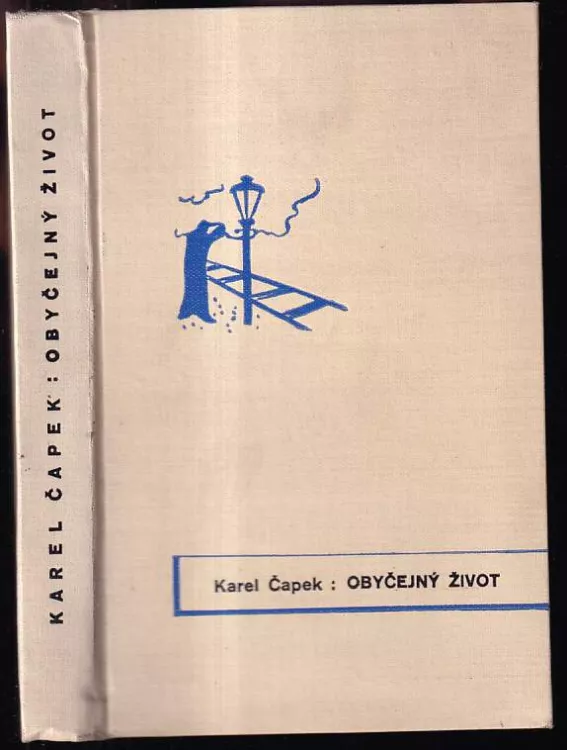 KAREL ČAPEK : OBYČEJNÝ ŽIVOT
Karel Čapek : OBYČEJNÝ ŽIVOT